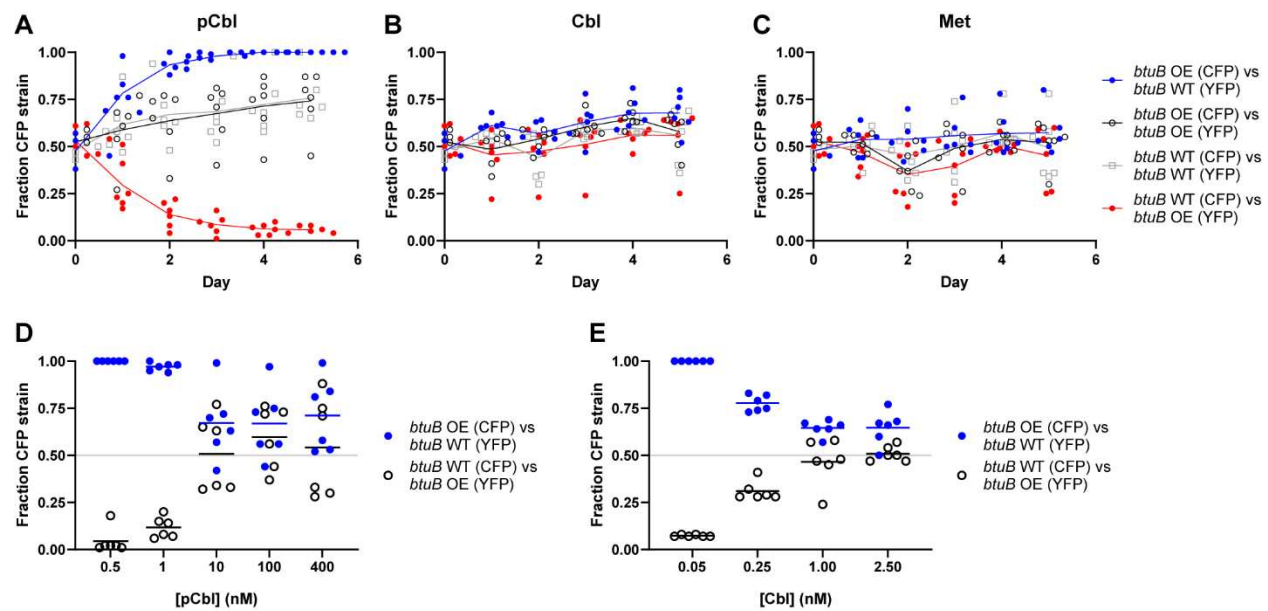 A
pCbl
Fraction CFP strain
1.00
0.75
0.50
0.25
0.00
0
2
4
6
Day
B
Cbl
Fraction CFP strain
1.00
0.75
0.50
0.25
0.00
0
2
4
6
Day
C
Met
Fraction CFP strain
1.00
0.75
0.50
0.25
0.00
0
2
4
6
Day
btuB OE (CFP) vs
btuB WT (YFP)
btuB OE (CFP) vs
btuB OE (YFP)
btuB WT (CFP) vs
btuB WT (YFP)
btuB WT (CFP) vs
btuB OE (YFP)
D
Fraction CFP strain
1.00
0.75
0.50
0.25
0.00
0.5
1
10
100
400
[pCbl] (nM)
btuB OE (CFP) vs
btuB WT (YFP)
btuB WT (CFP) vs
btuB OE (YFP)
E
Fraction CFP strain
1.00
0.75
0.50
0.25
0.00
0.05
0.25
1.00
2.50
[Cbl] (nM)
btuB OE (CFP) vs
btuB WT (YFP)
btuB WT (CFP) vs
btuB OE (YFP)